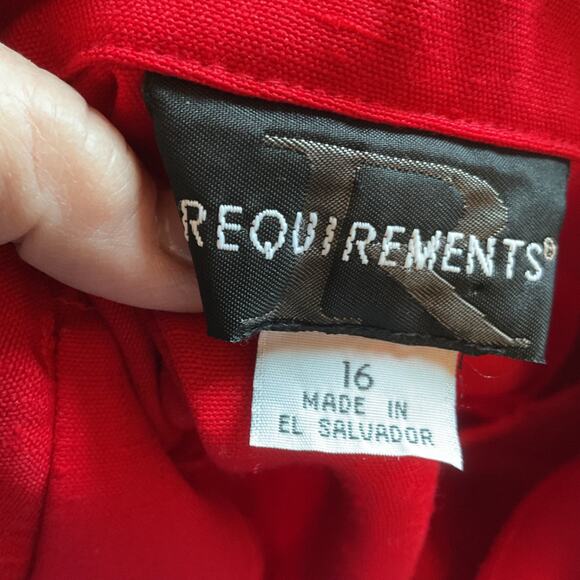 REQUIREMENTS®
16
MADE IN
EL SALVADOR